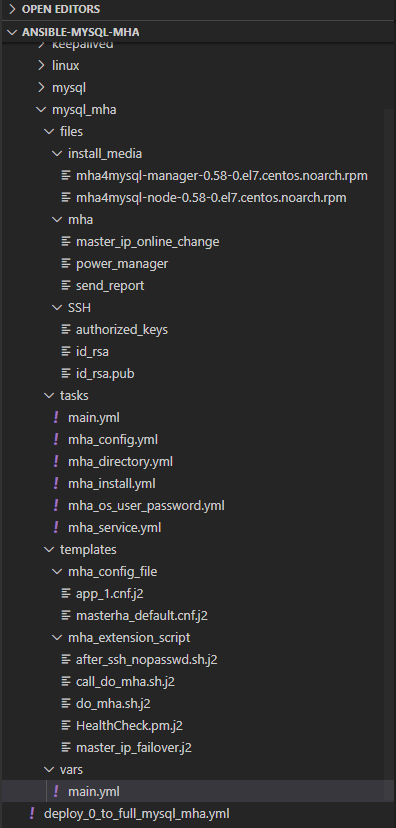 OPEN EDITORS
ANSIBLE-MYSQL-MHA
keepalived
linux
mysql
mysql_mha
files
install_media
mha4mysql-manager-0.58-0.el7.centos.noarch.rpm
mha4mysql-node-0.58-0.el7.centos.noarch.rpm
mha
master_ip_online_change
power_manager
send_report
SSH
authorized_keys
id_rsa
id_rsa.pub
tasks
! main.yml
! mha_config.yml
! mha_directory.yml
! mha_install.yml
! mha_os_user_password.yml
! mha_service.yml
templates
mha_config_file
app_1.cnf.j2
masterha_default.cnf.j2
mha_extension_script
after_ssh_nopasswd.sh.j2
call_do_mha.sh.j2
do_mha.sh.j2
HealthCheck.pm.j2
master_ip_failover.j2
vars
! main.yml
! deploy_0_to_full_mysql_mha.yml